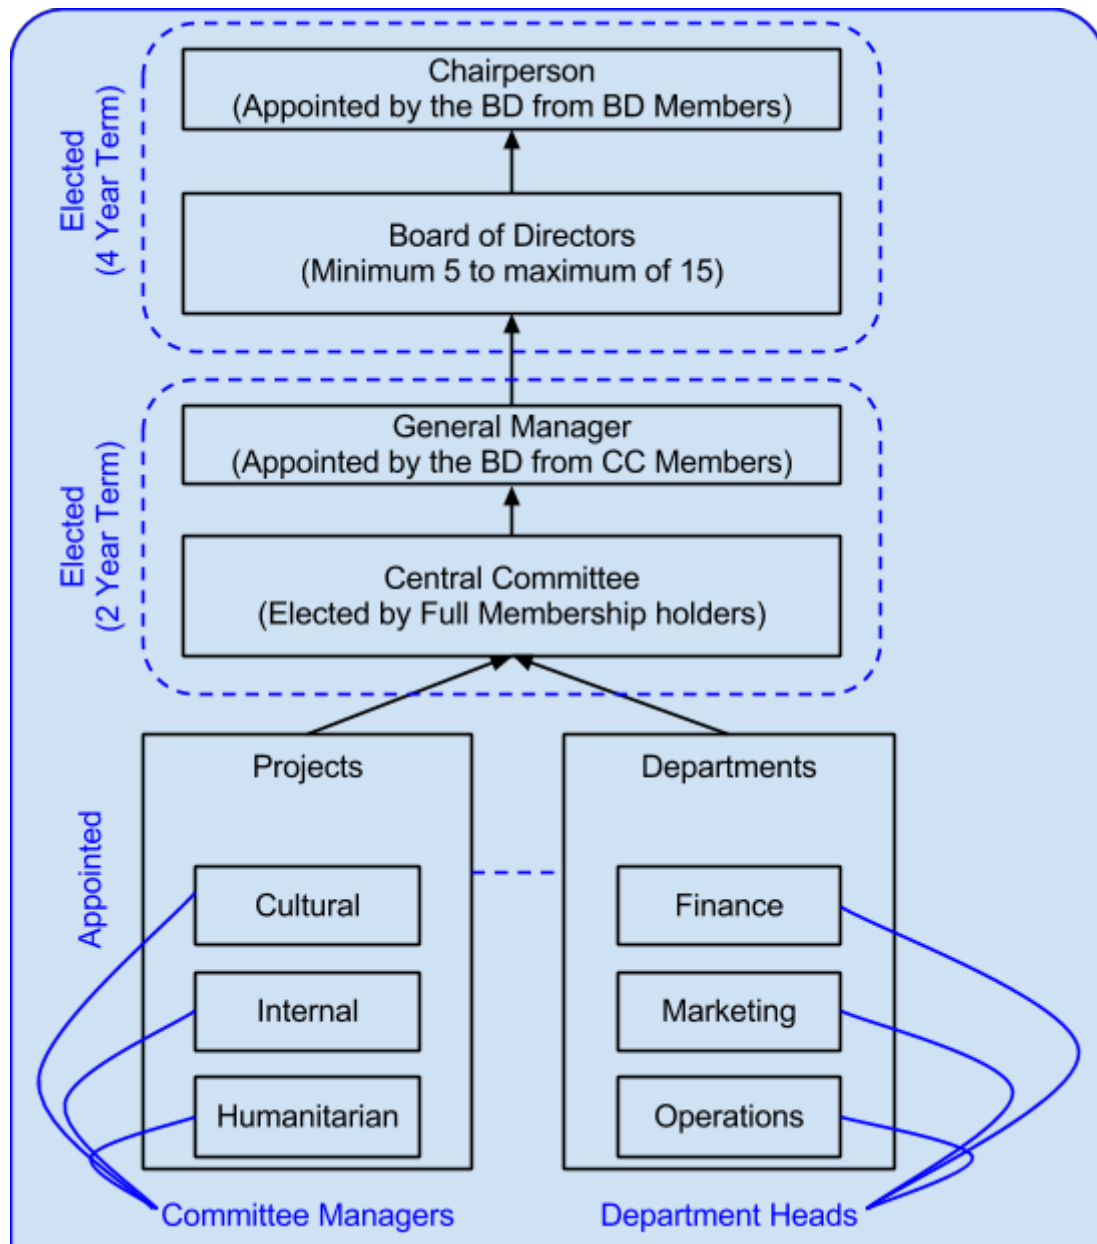 Elected
(4 Year Term)
Chairperson
(Appointed by the BD from BD Members)
Board of Directors
(Minimum 5 to maximum of 15)
Elected
(2 Year Term)
General Manager
(Appointed by the BD from CC Members)
Central Committee
(Elected by Full Membership holders)
Appointed
Projects
Cultural
Internal
Humanitarian
Committee Managers
Departments
Finance
Marketing
Operations
Department Heads